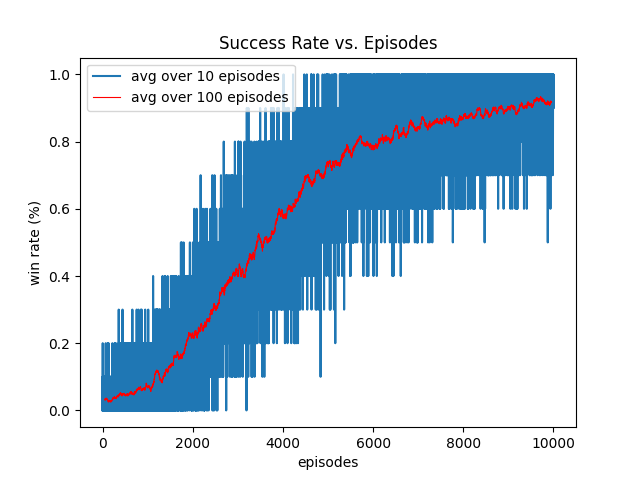 Success Rate vs. Episodes
avg over 10 episodes
avg over 100 episodes
1.0
0.8
0.6
0.4
0.2
0.0
win rate (%)
0 2000 4000 6000 8000 10000
episodes